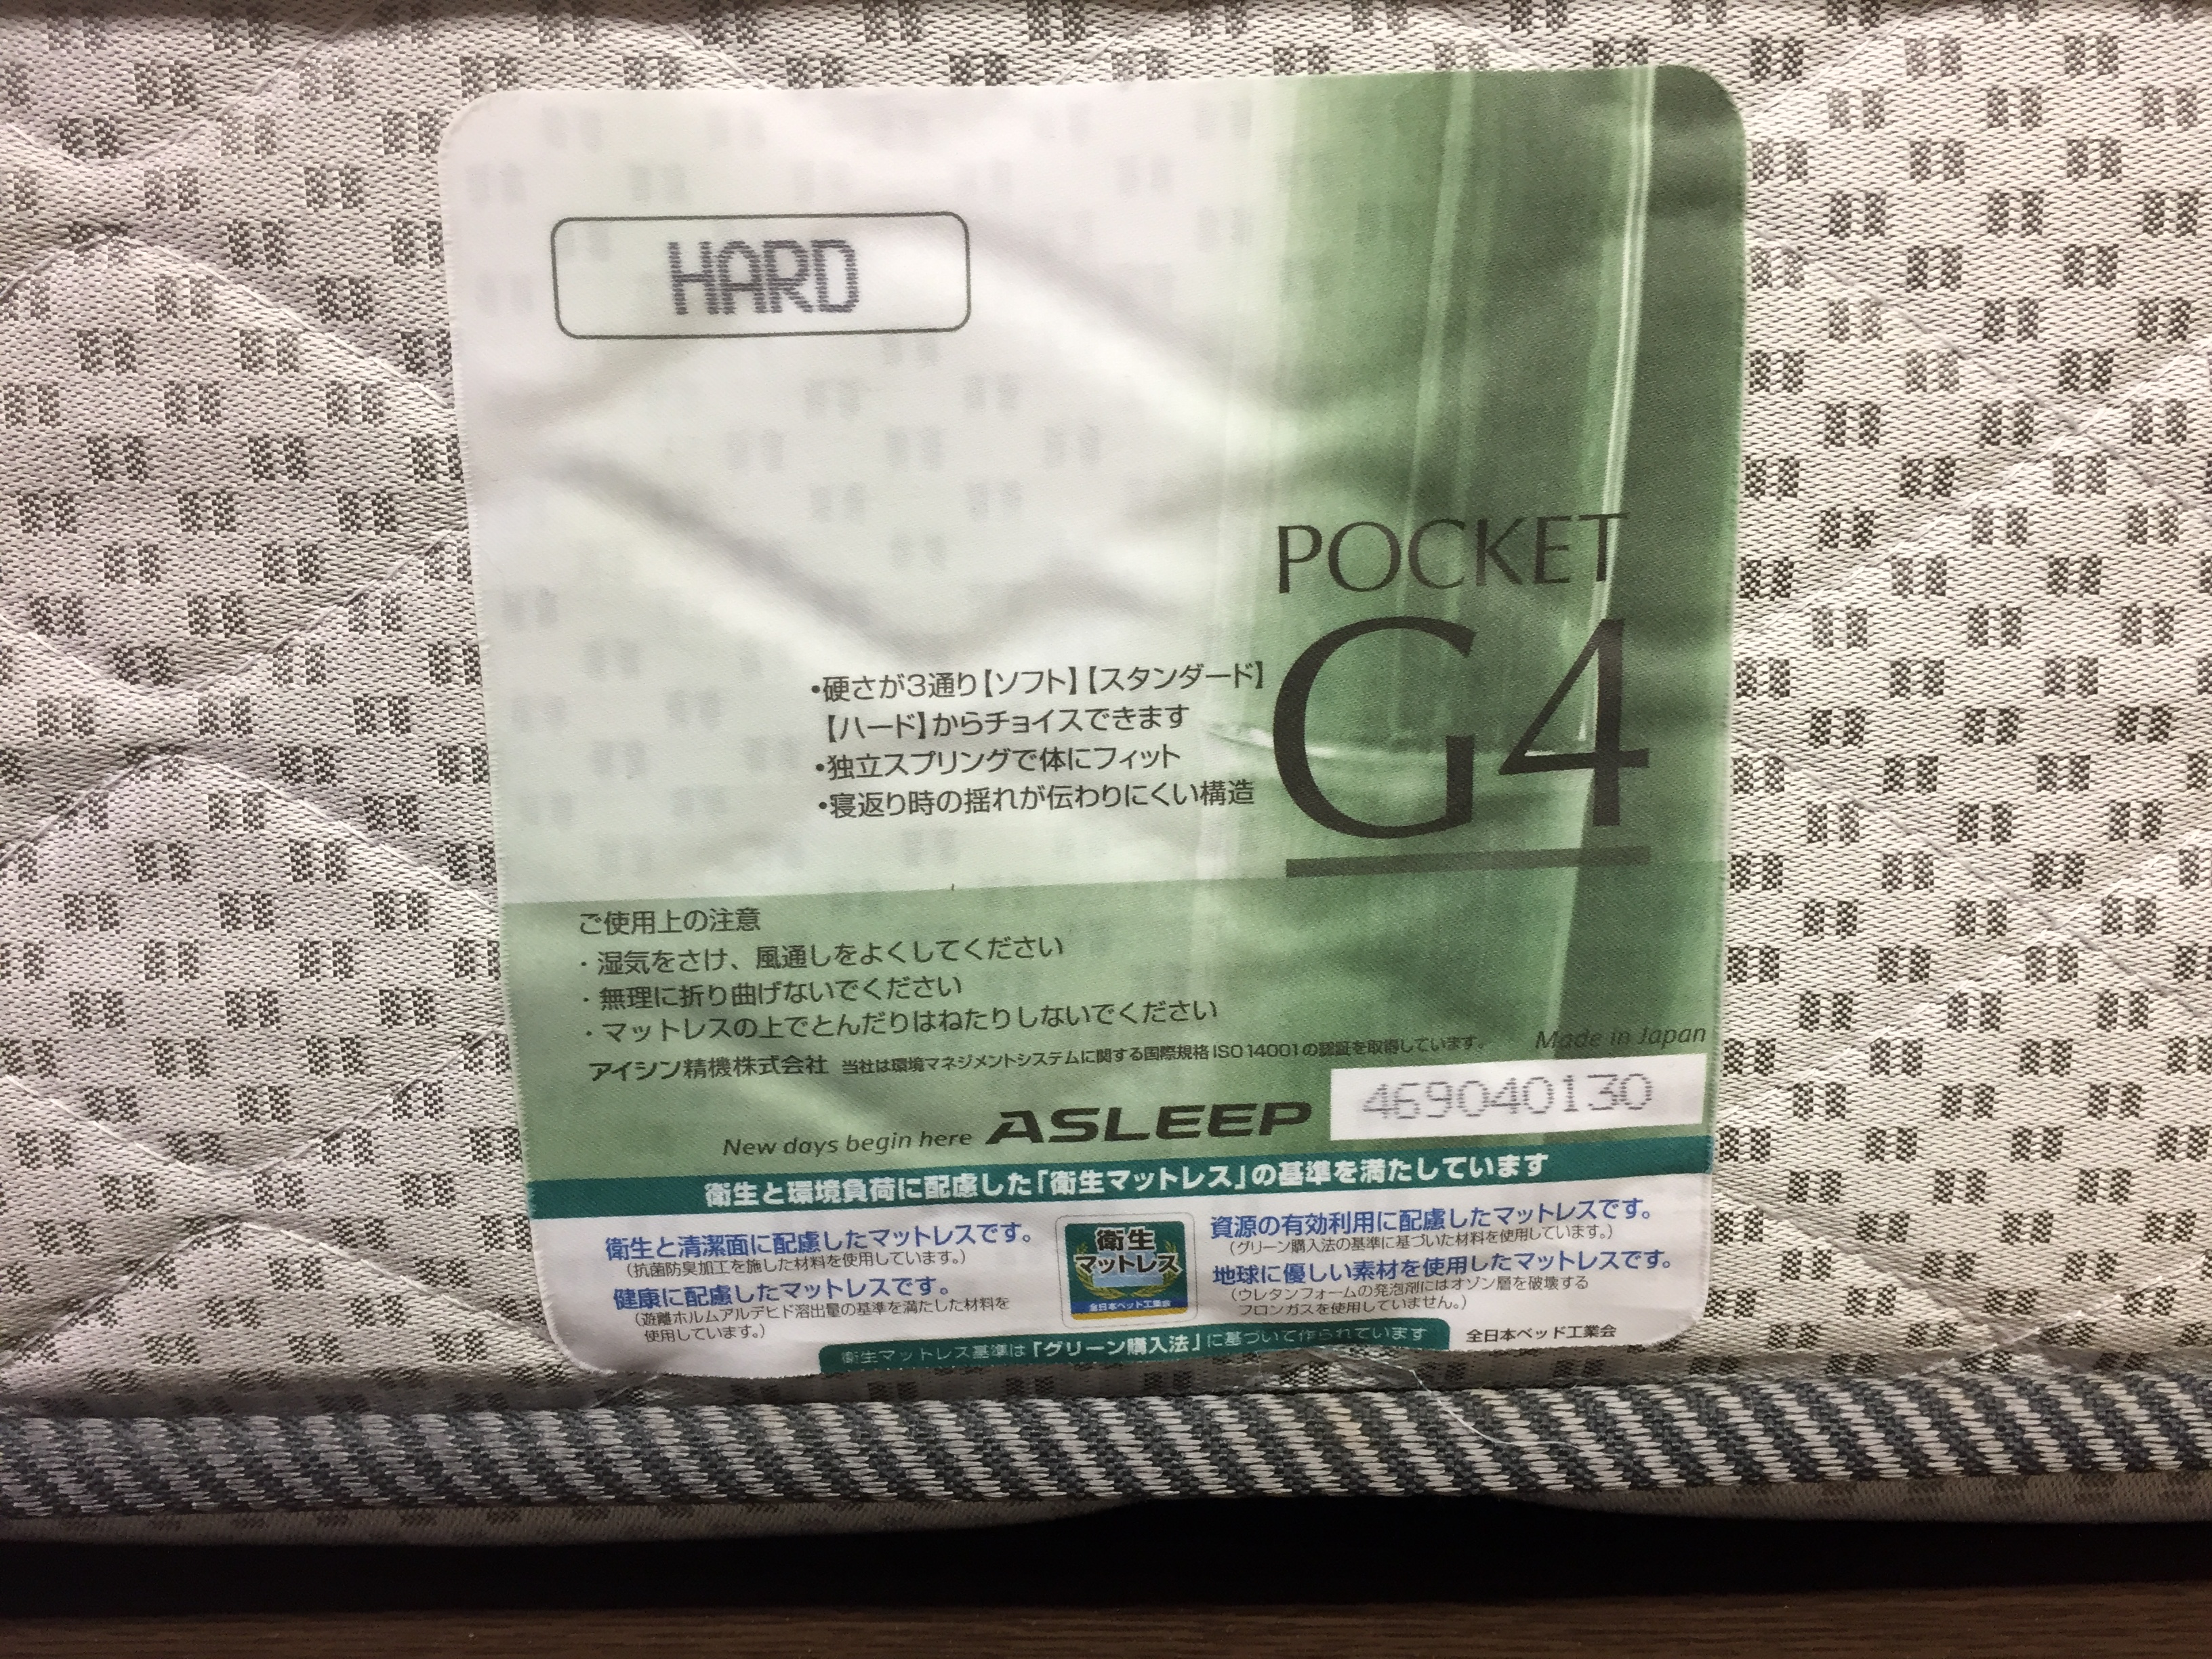 HARD
POCKET
G4
•硬さが3通り【ソフト】【スタンダード】
【ハード】からチョイスできます
•独立スプリングで体にフィット
•寝返り時の揺れが伝わりにくい構造
ご使用上の注意
・湿気をさけ、風通しをよくしてください
・無理に折り曲げないでください
・マットレスの上でとんだりはねたりしないでください
アイシン精機株式会社 当社は環境マネジメントシステムに関する国際規格ISO14001の認証を取得しています。
Made in Japan
469040130
New days begin here ASLEEP
衛生と環境負荷に配慮した「衛生マットレス」の基準を満たしています
衛生と清潔面に配慮したマットレスです。
(抗菌防臭加工を施した材料を使用しています。)
健康に配慮したマットレスです。
(遊離ホルムアルデヒド溶出量の基準を満たした材料を
使用しています。)
衛生
マットレス
全日本ベッド工業会
資源の有効利用に配慮したマットレスです。
(グリーン購入法の基準に基づいた材料を使用しています。)
地球に優しい素材を使用したマットレスです。
(ウレタンフォームの発泡剤にはオゾン層を破壊する
フロンガスを使用していません。)
衛生マットレス基準は「グリーン購入法」に基づいて作られています
全日本ベッド工業会